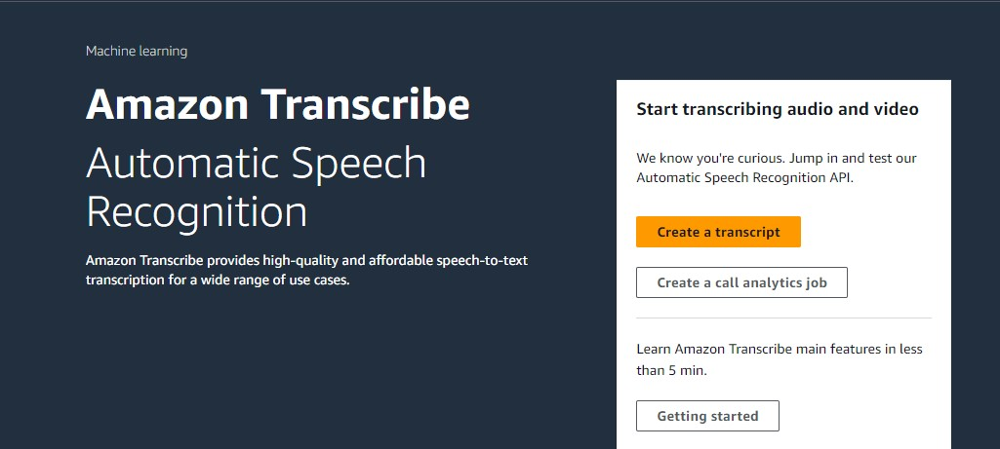 Machine learning
Amazon Transcribe
Automatic Speech
Recognition
Amazon Transcribe provides high-quality and affordable speech-to-text
transcription for a wide range of use cases.
Start transcribing audio and video
We know you're curious. Jump in and test our
Automatic Speech Recognition API.
Create a transcript
Create a call analytics job
Learn Amazon Transcribe main features in less
than 5 min.
Getting started